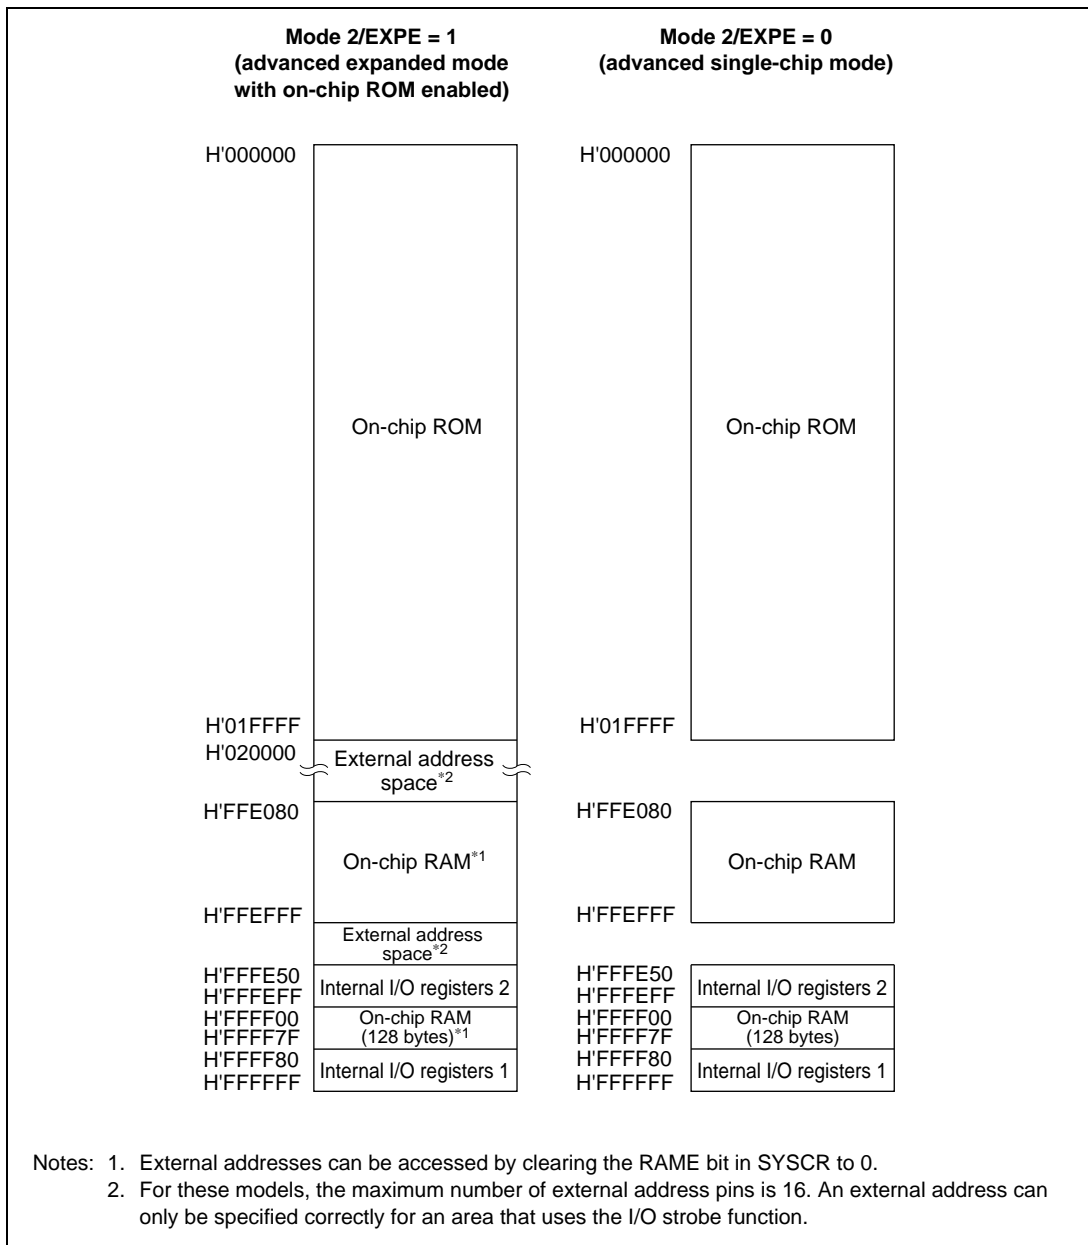 Mode 2/EXPE = 1
(advanced expanded mode
with on-chip ROM enabled)
Mode 2/EXPE = 0
(advanced single-chip mode)
H'000000
On-chip ROM
H'01FFFF
H'020000
External address
space*2
H'FFE080
On-chip RAM*1
H'FFEFFF
External address
space*2
H'FFFE50
Internal I/O registers 2
H'FFFEFF
H'FFFF00
On-chip RAM
(128 bytes)*1
H'FFFF7F
H'FFFF80
Internal I/O registers 1
H'FFFFFF
H'000000
On-chip ROM
H'01FFFF
H'FFE080
On-chip RAM
H'FFEFFF
H'FFFE50
Internal I/O registers 2
H'FFFEFF
H'FFFF00
On-chip RAM
(128 bytes)
H'FFFF7F
H'FFFF80
Internal I/O registers 1
H'FFFFFF
Notes: 1. External addresses can be accessed by clearing the RAME bit in SYSCR to 0.
2. For these models, the maximum number of external address pins is 16. An external address can
only be specified correctly for an area that uses the I/O strobe function.